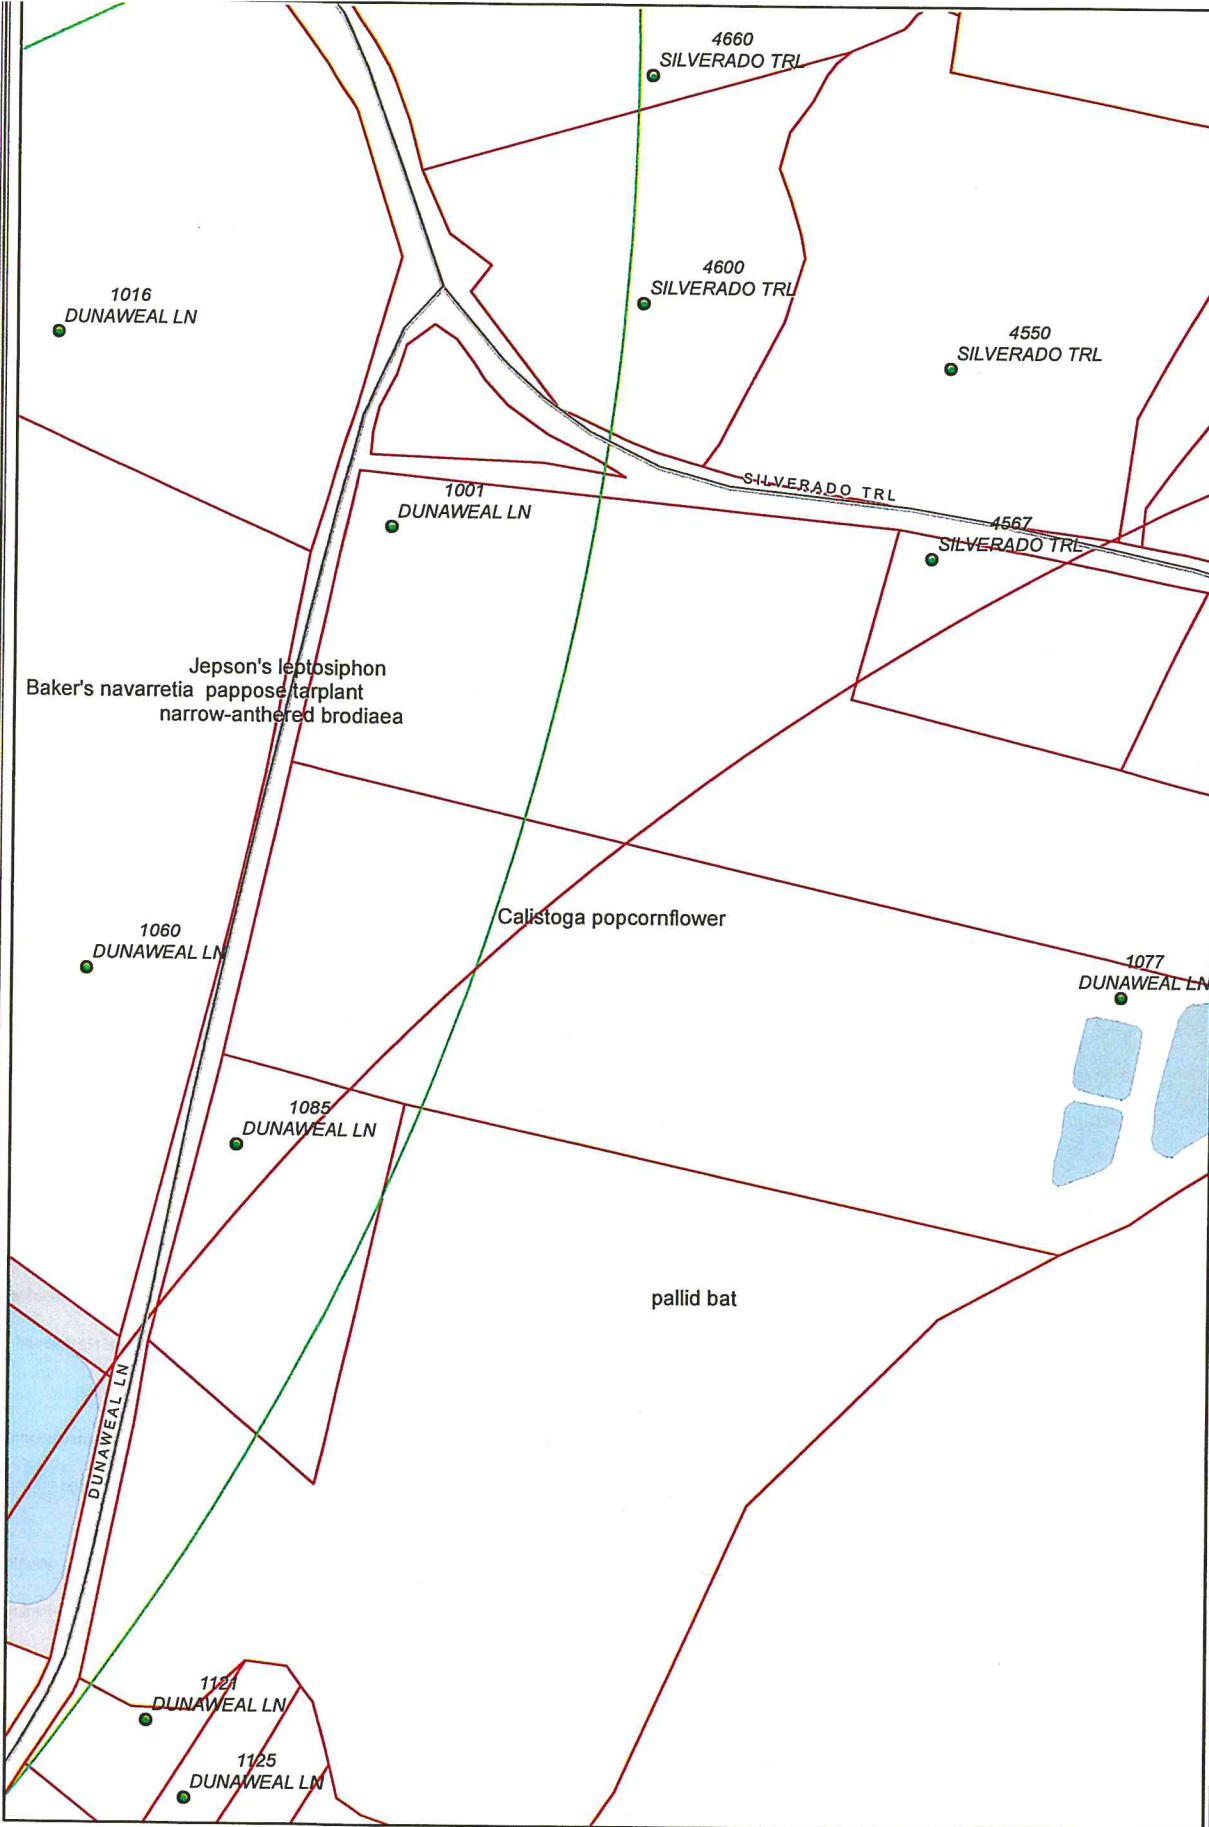 4660
SILVERADO TRL
4600
SILVERADO TRL
1016
DUNAWEAL LN
4550
SILVERADO TRL
SILVERADO TRL
1001
DUNAWEAL LN
4567
SILVERADO TRL
Jepson's leptosiphon
Baker's navarretia pappose tarplant
narrow-anthered brodiaea
Calistoga popcornflower
1060
DUNAWEAL LN
1077
DUNAWEAL LN
1085
DUNAWEAL LN
pallid bat
DUNAWEAL LN
1121
DUNAWEAL LN
1125
DUNAWEAL LN